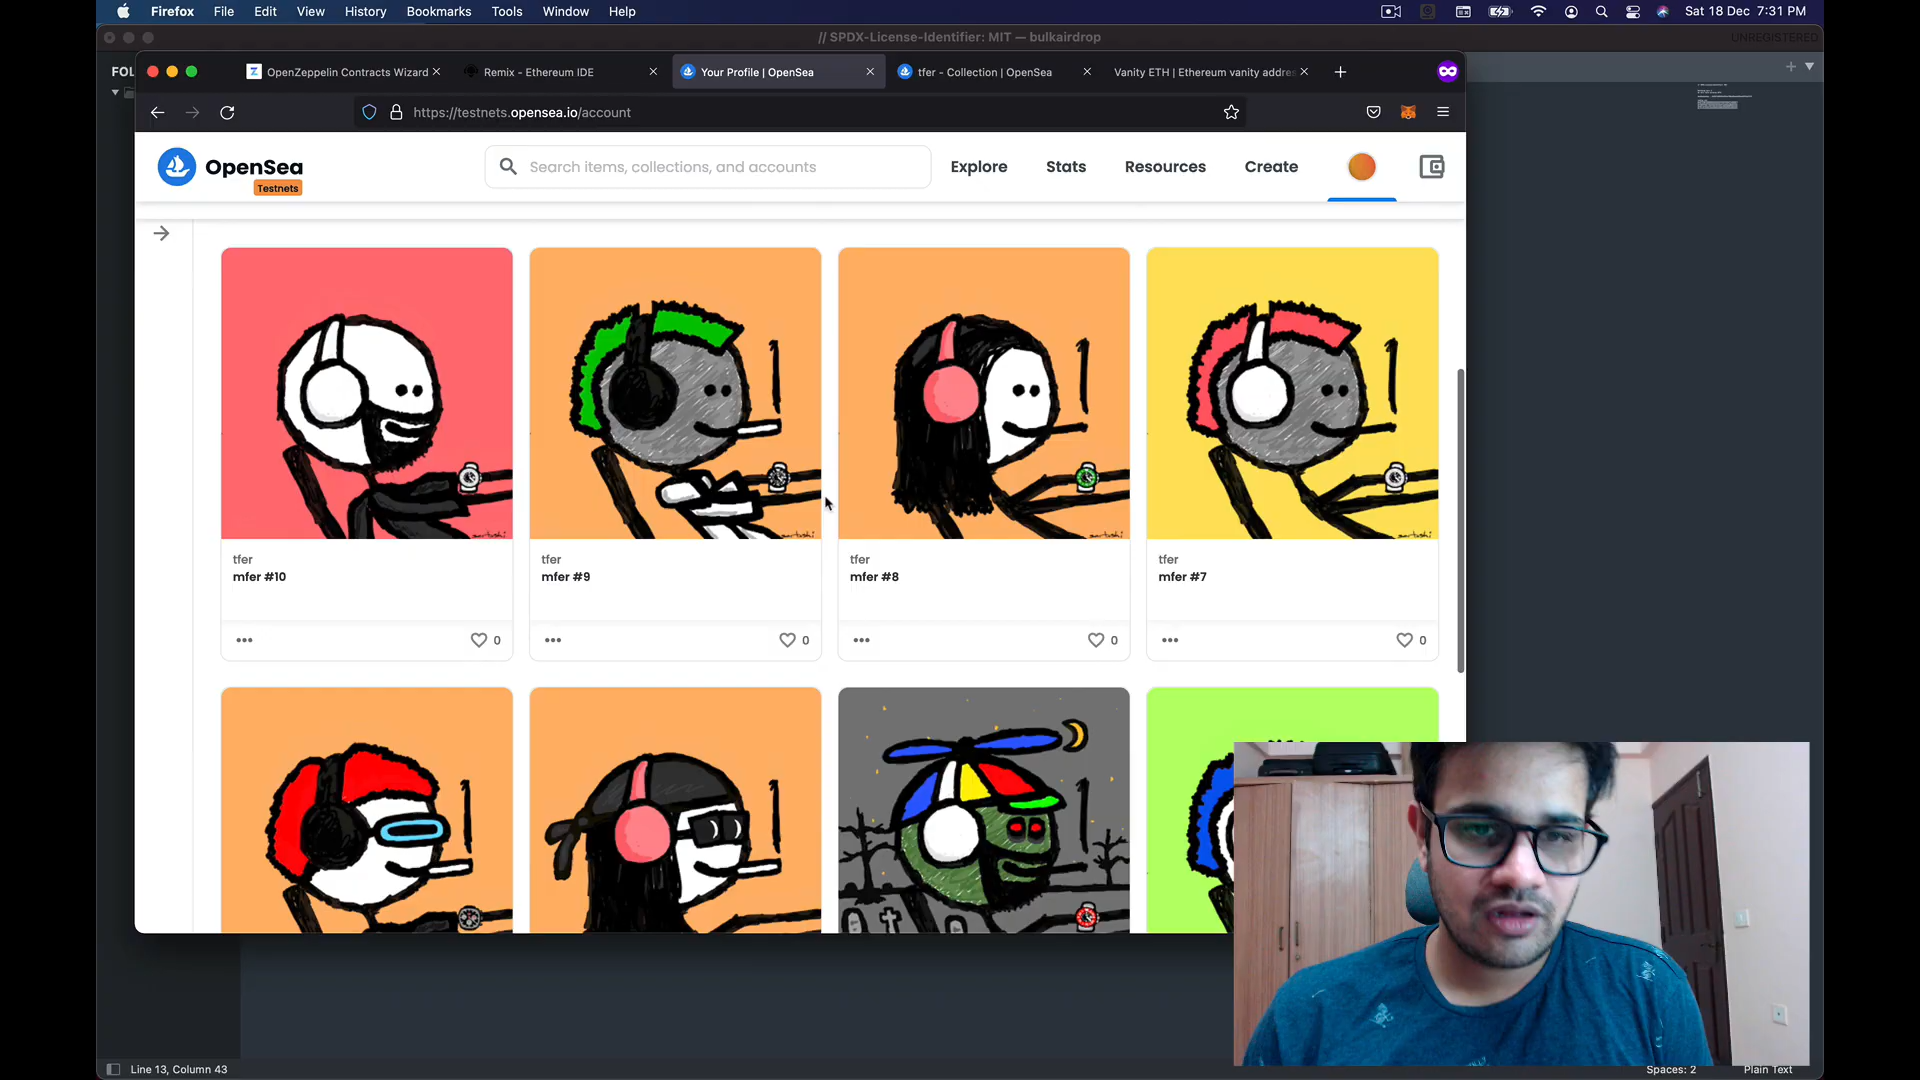 Firefox File Edit View History Bookmarks Tools Window Help Sat 18 Dec 7:31 PM
// SPDX-License-Identifier: MIT — bulkairdrop UNREGISTERED
FOL
OpenZeppelin Contracts Wizard Remix - Ethereum IDE Your Profile | OpenSea tfer - Collection | OpenSea Vanity ETH | Ethereum vanity addre
https://testnets.opensea.io/account
OpenSea Search items, collections, and accounts Explore Stats Resources Create
Testnets
tfer tfer tfer tfer
mfer #10 mfer #9 mfer #8 mfer #7
0 0 0 0
Line 13, Column 43 Spaces: 2 Plain Text